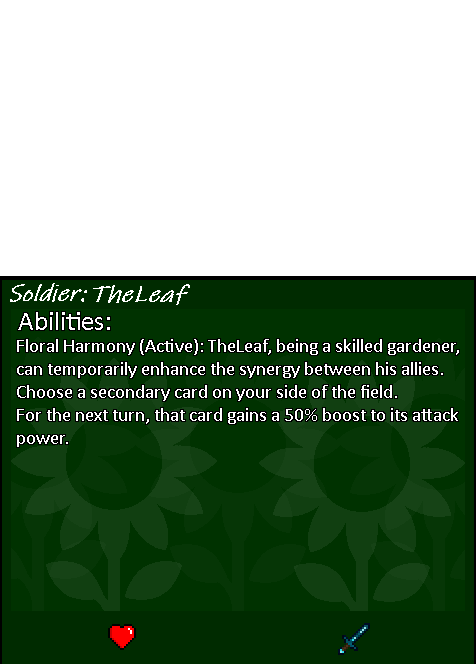 Soldier: TheLeaf
Abilities:
Floral Harmony (Active): TheLeaf, being a skilled gardener,
can temporarily enhance the synergy between his allies.
Choose a secondary card on your side of the field.
For the next turn, that card gains a 50% boost to its attack
power.